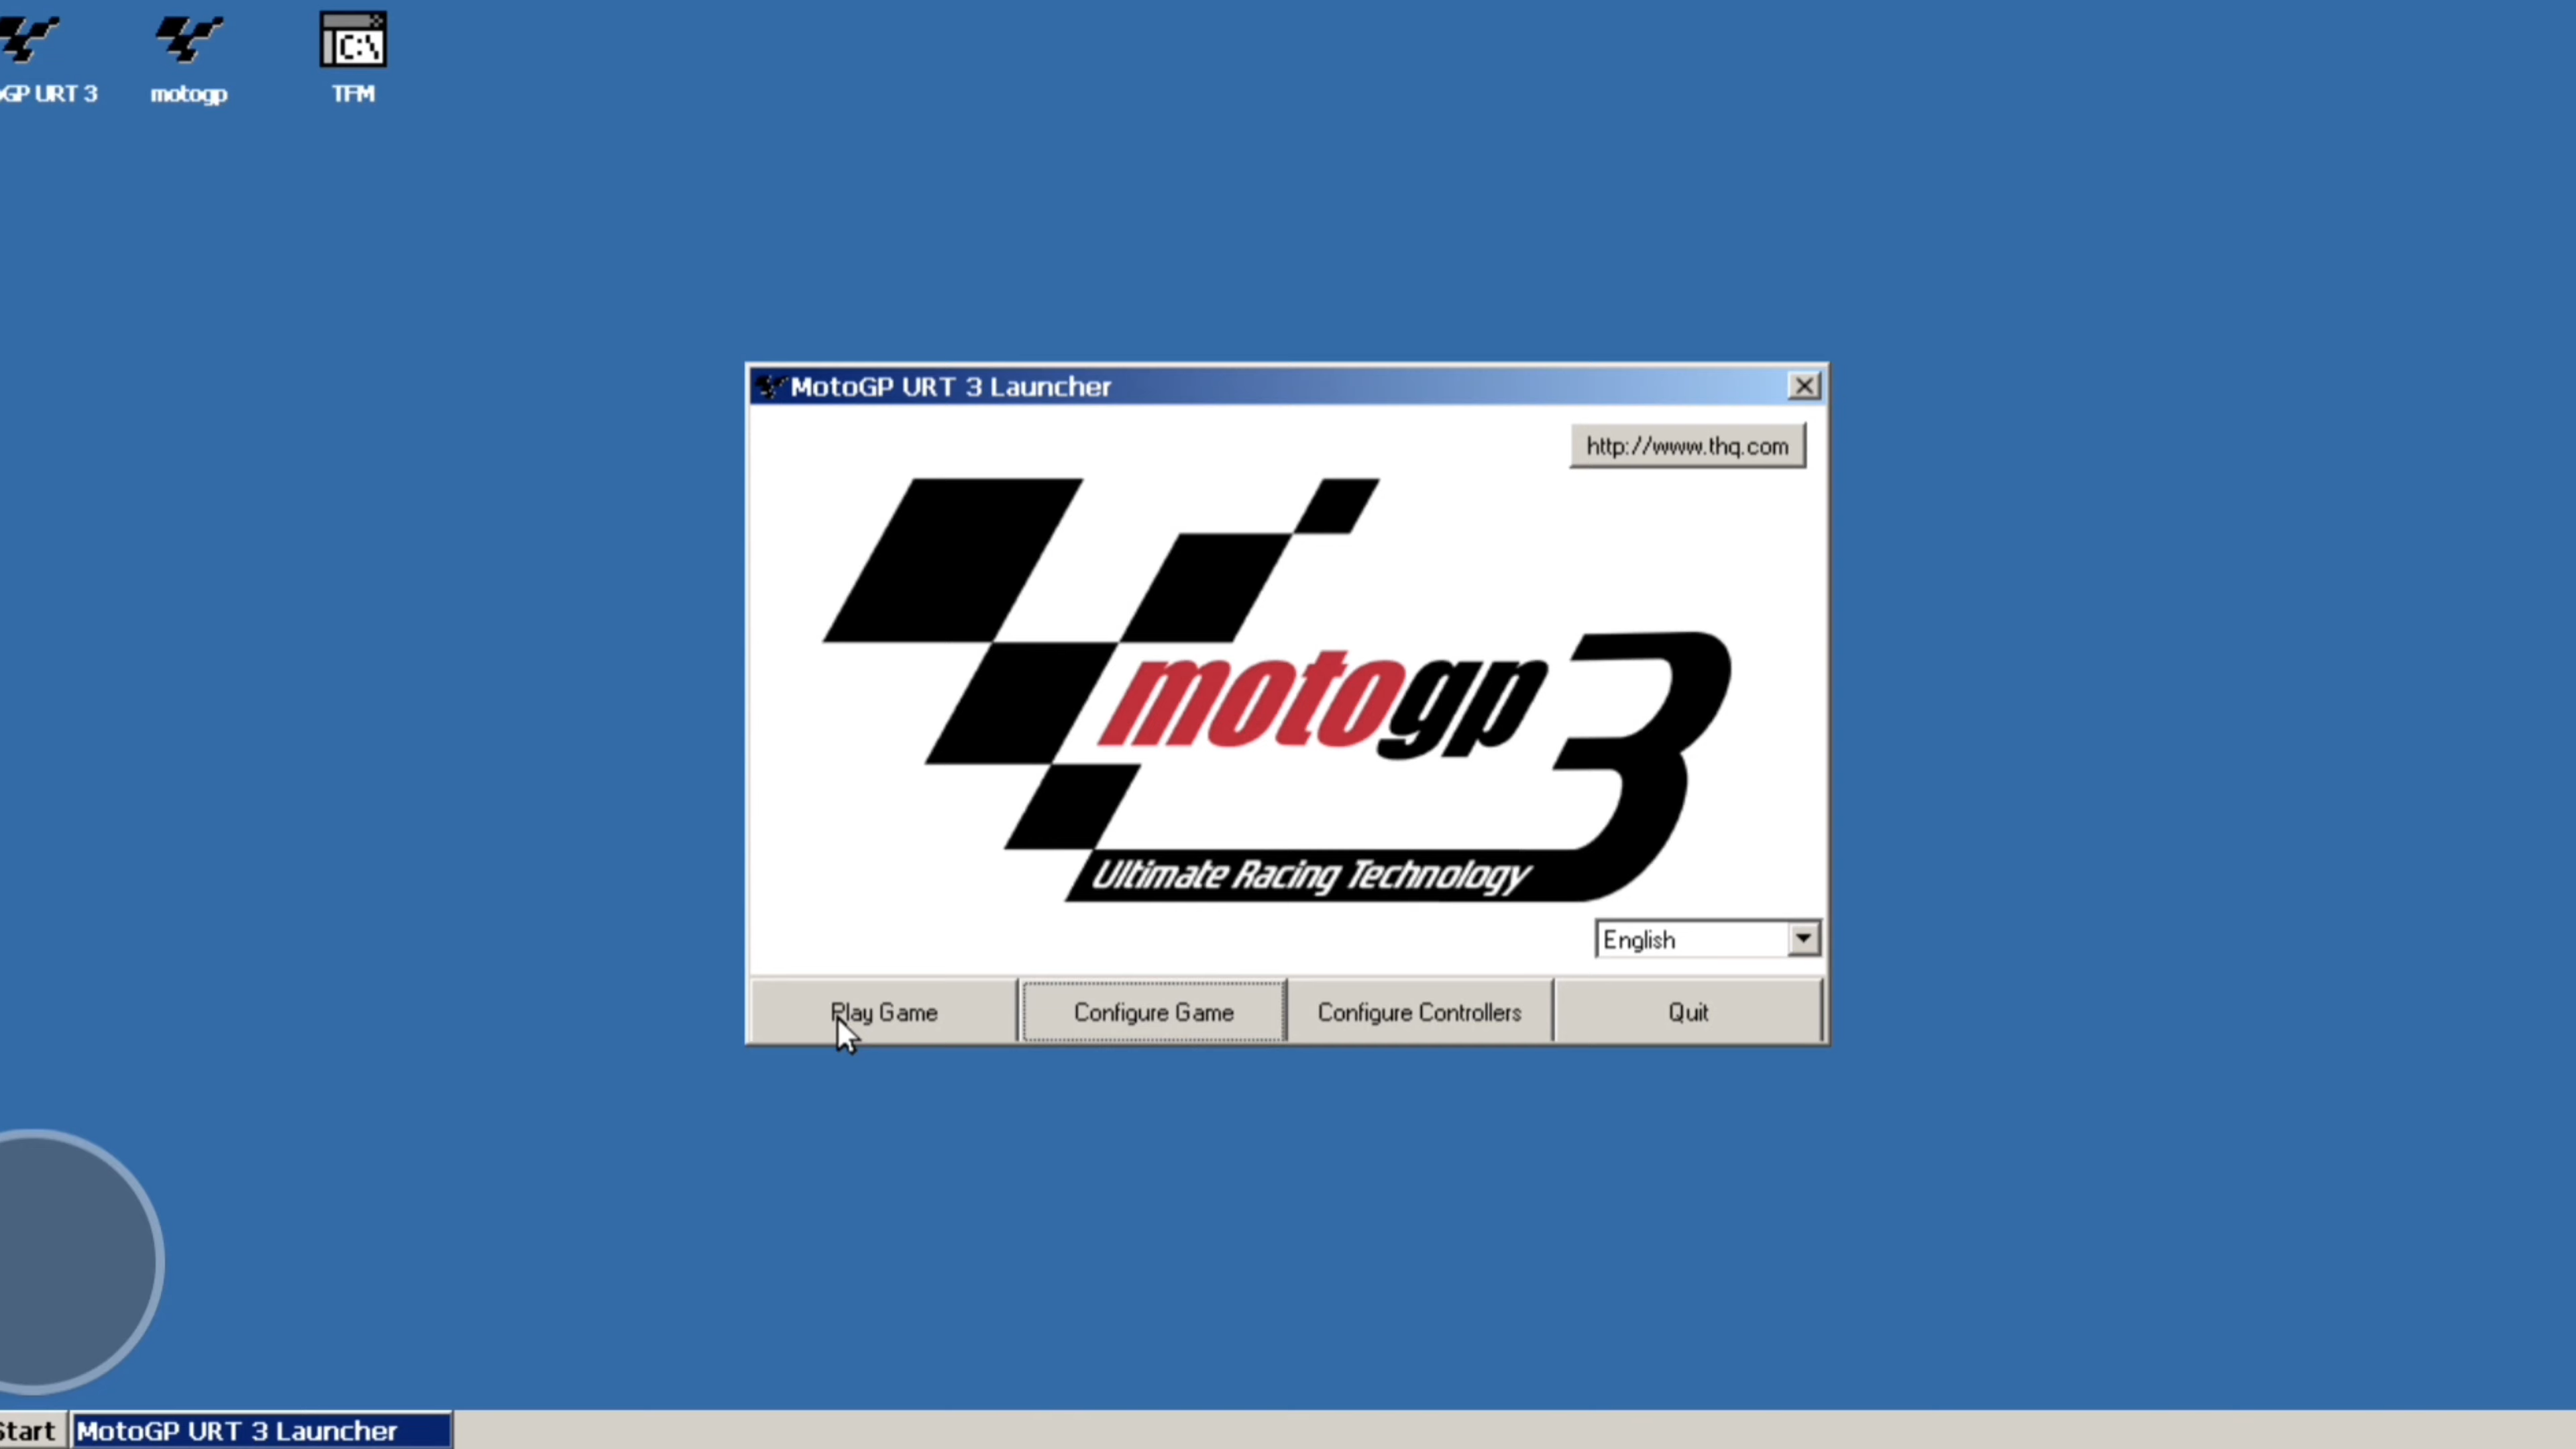 GP URT 3
motogp
TFM
C:\
MotoGP URT 3 Launcher
http://www.thq.com
motogp 3
Ultimate Racing Technology
English
Play Game
Configure Game
Configure Controllers
Quit
Start
MotoGP URT 3 Launcher